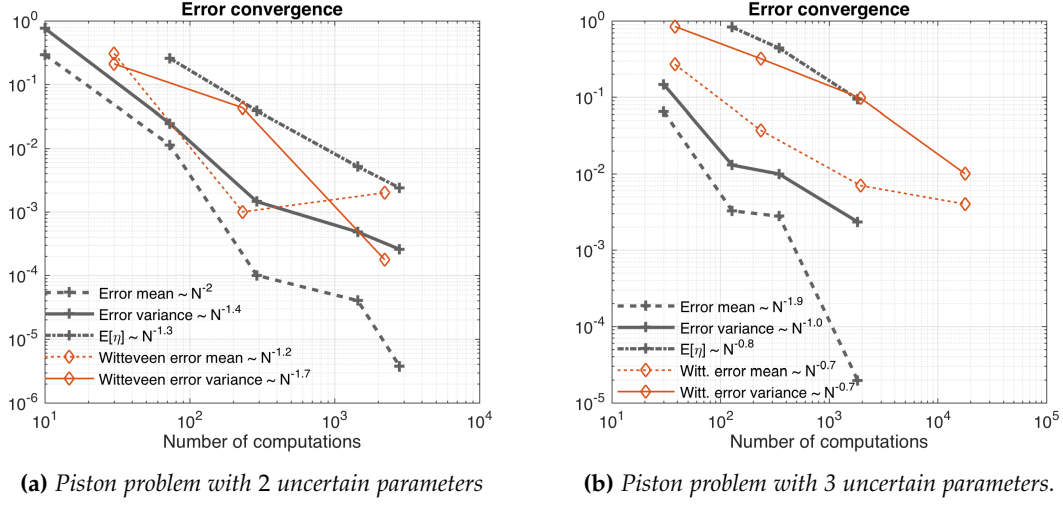 Error convergence
10^0
10^-1
10^-2
10^-3
10^-4
10^-5
10^-6
Error mean ~ N^-2
Error variance ~ N^-1.4
E[η] ~ N^-1.3
Witteveen error mean ~ N^-1.2
Witteveen error variance ~ N^-1.7
10^1 10^2 10^3 10^4
Number of computations
(a) Piston problem with 2 uncertain parameters
Error convergence
10^0
10^-1
10^-2
10^-3
10^-4
10^-5
Error mean ~ N^-1.9
Error variance ~ N^-1.0
E[η] ~ N^-0.8
Witt. error mean ~ N^-0.7
Witt. error variance ~ N^-0.7
10^1 10^2 10^3 10^4 10^5
Number of computations
(b) Piston problem with 3 uncertain parameters.